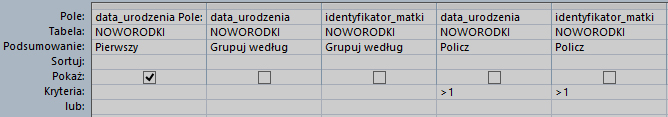 Pole: data_urodzenia Pole: data_urodzenia identyfikator_matki data_urodzenia identyfikator_matki
Tabela: NOWORODKI NOWORODKI NOWORODKI NOWORODKI NOWORODKI
Podsumowanie: Pierwszy Grupuj według Grupuj według Policz Policz
Sortuj:
Pokaż:
Kryteria: >1 >1
lub: